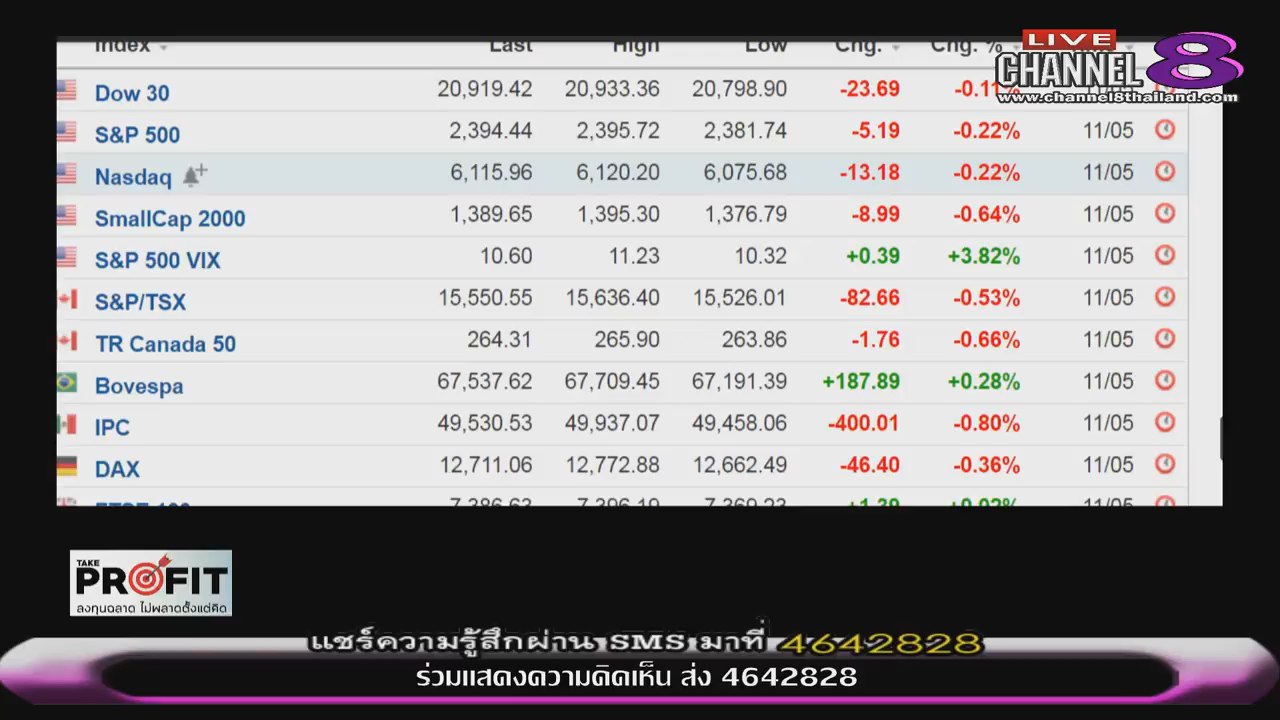 Index Last High Low Chg. Chg. %
LIVE
CHANNEL 8
www.channel8thailand.com
Dow 30 20,919.42 20,933.36 20,798.90 -23.69 -0.11%
S&P 500 2,394.44 2,395.72 2,381.74 -5.19 -0.22% 11/05
Nasdaq 6,115.96 6,120.20 6,075.68 -13.18 -0.22% 11/05
SmallCap 2000 1,389.65 1,395.30 1,376.79 -8.99 -0.64% 11/05
S&P 500 VIX 10.60 11.23 10.32 +0.39 +3.82% 11/05
S&P/TSX 15,550.55 15,636.40 15,526.01 -82.66 -0.53% 11/05
TR Canada 50 264.31 265.90 263.86 -1.76 -0.66% 11/05
Bovespa 67,537.62 67,709.45 67,191.39 +187.89 +0.28% 11/05
IPC 49,530.53 49,937.07 49,458.06 -400.01 -0.80% 11/05
DAX 12,711.06 12,772.88 12,662.49 -46.40 -0.36% 11/05
TAKE
PROFIT
ลงทุนฉลาด ไม่พลาดตั้งแต่คิด
แชร์ความรู้สึกผ่าน SMS มาที่ 4642828
ร่วมแสดงความคิดเห็น ส่ง 4642828